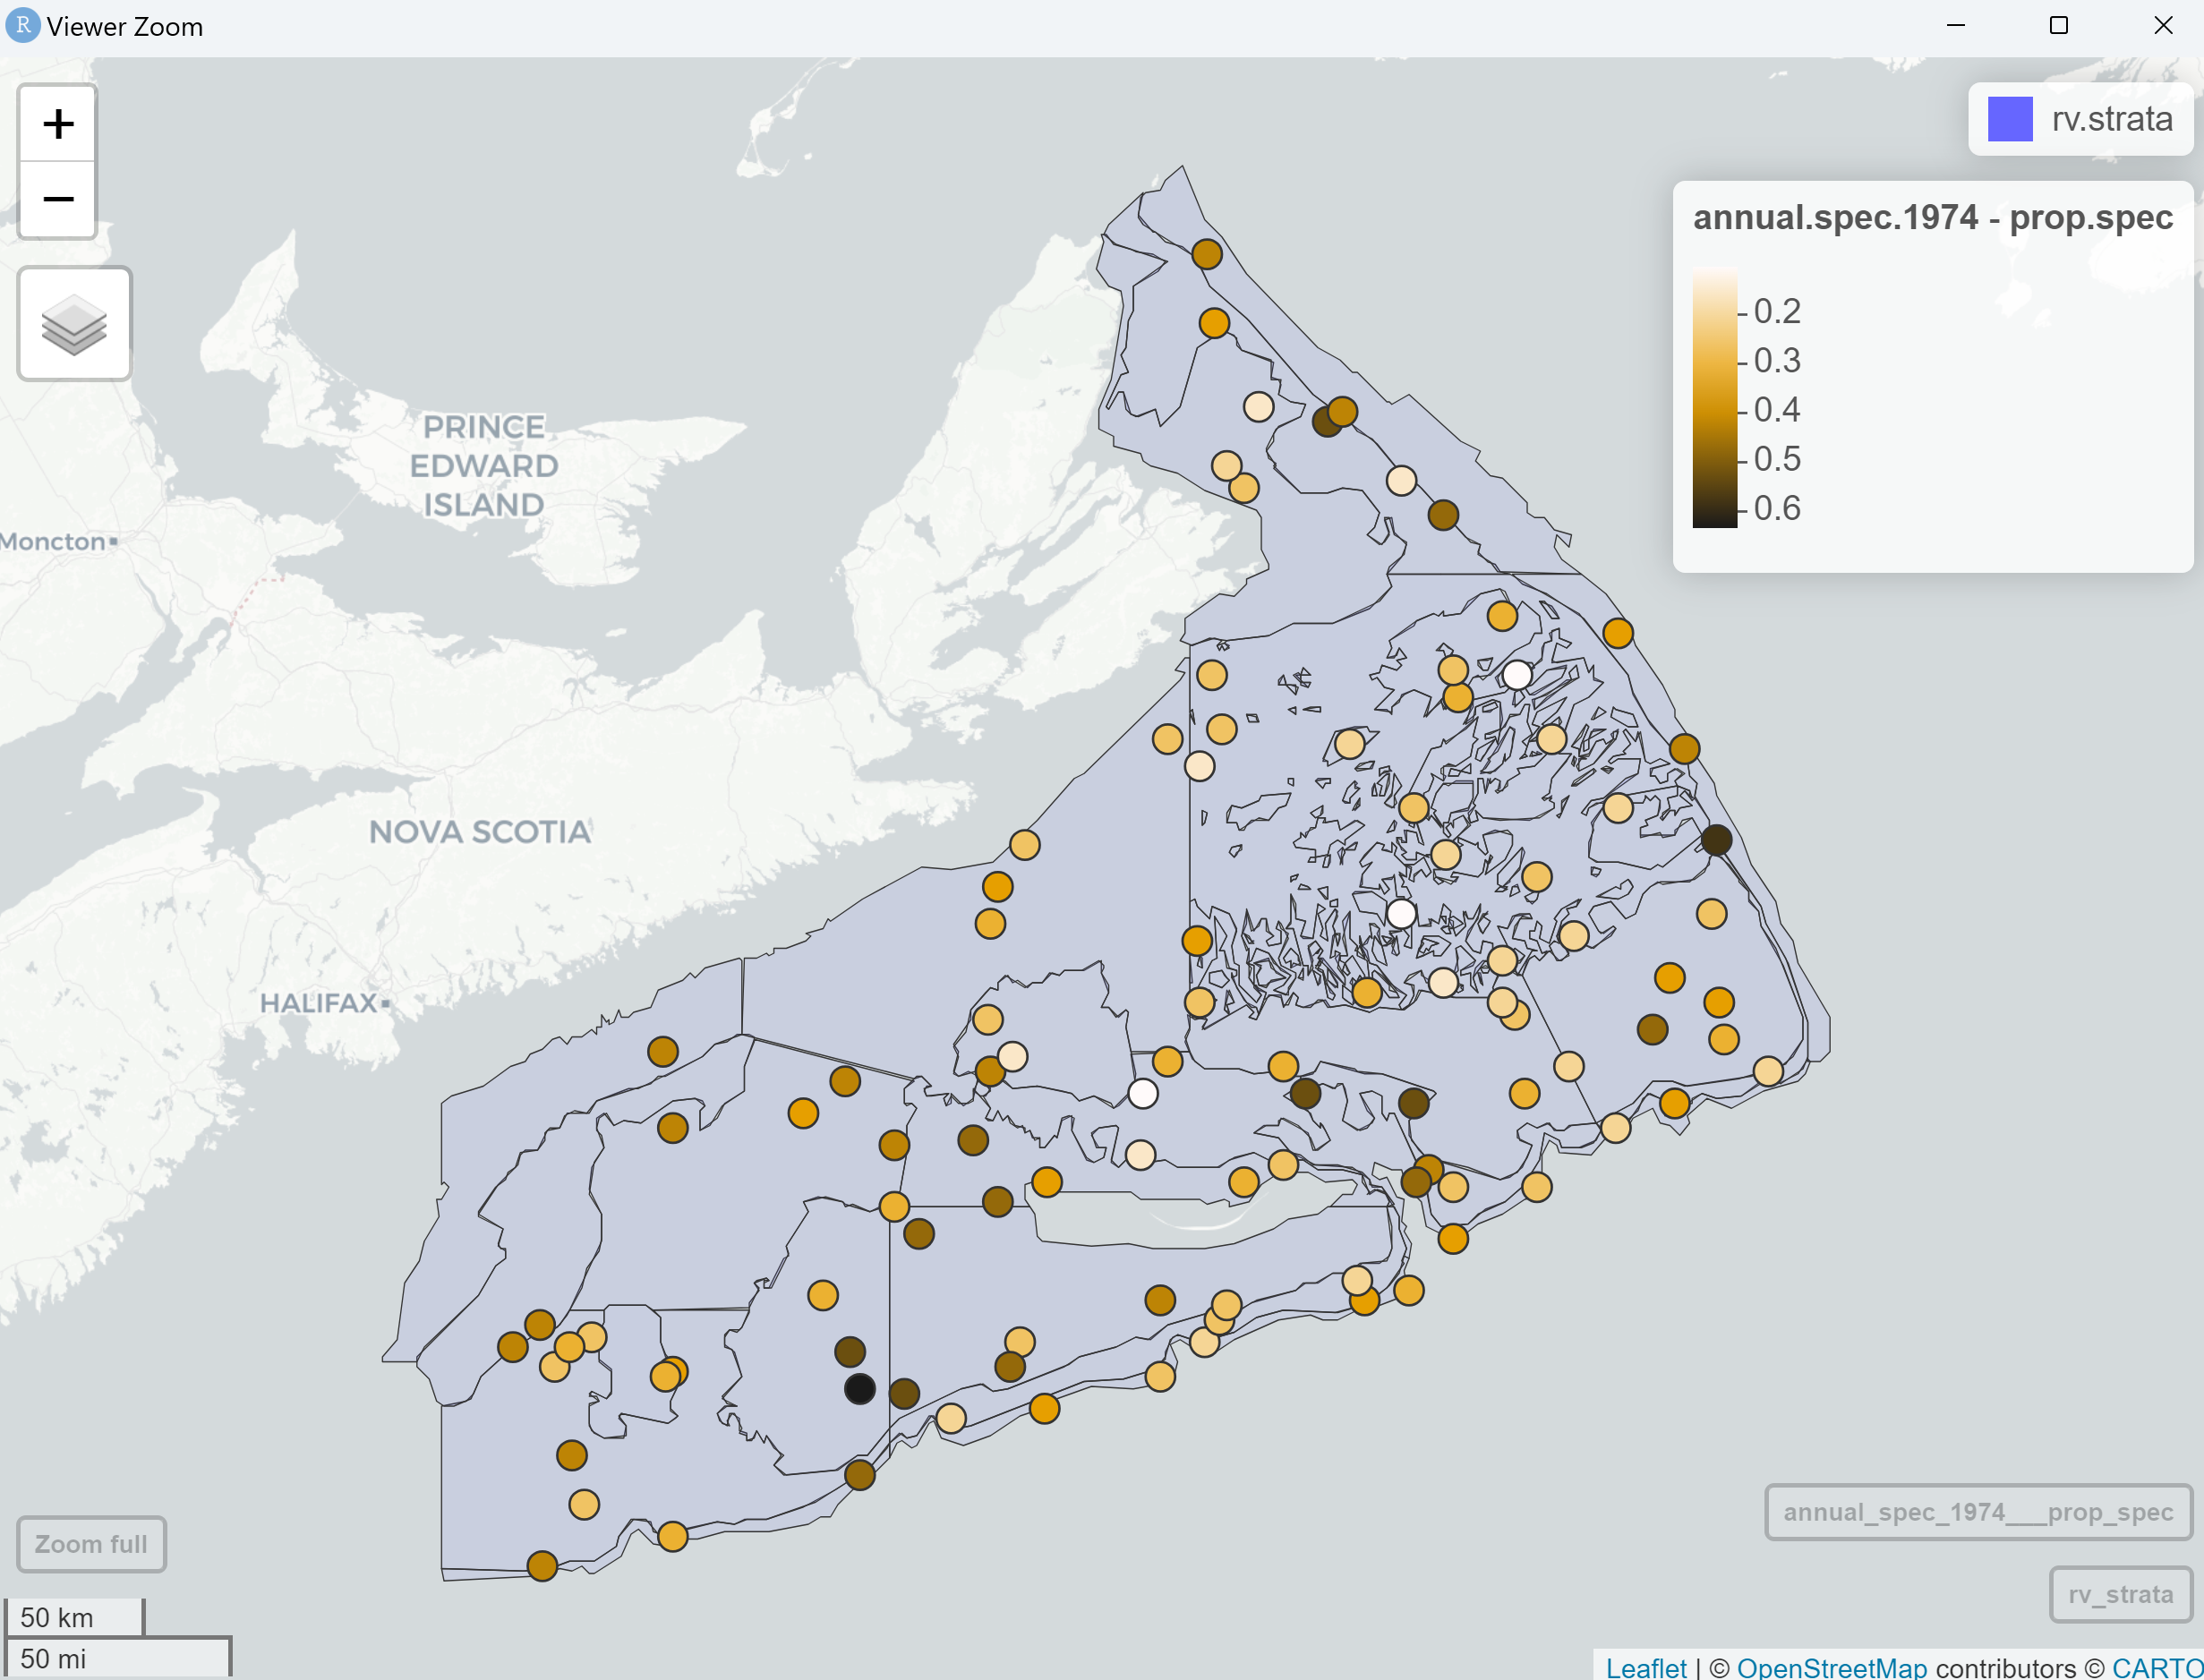 R Viewer Zoom
+
−
rv.strata
annual.spec.1974 - prop.spec
0.2
0.3
0.4
0.5
0.6
PRINCE
EDWARD
ISLAND
Moncton
NOVA SCOTIA
HALIFAX
annual_spec_1974___prop_spec
Zoom full
rv_strata
50 km
50 mi
Leaflet | © OpenStreetMap contributors © CARTO